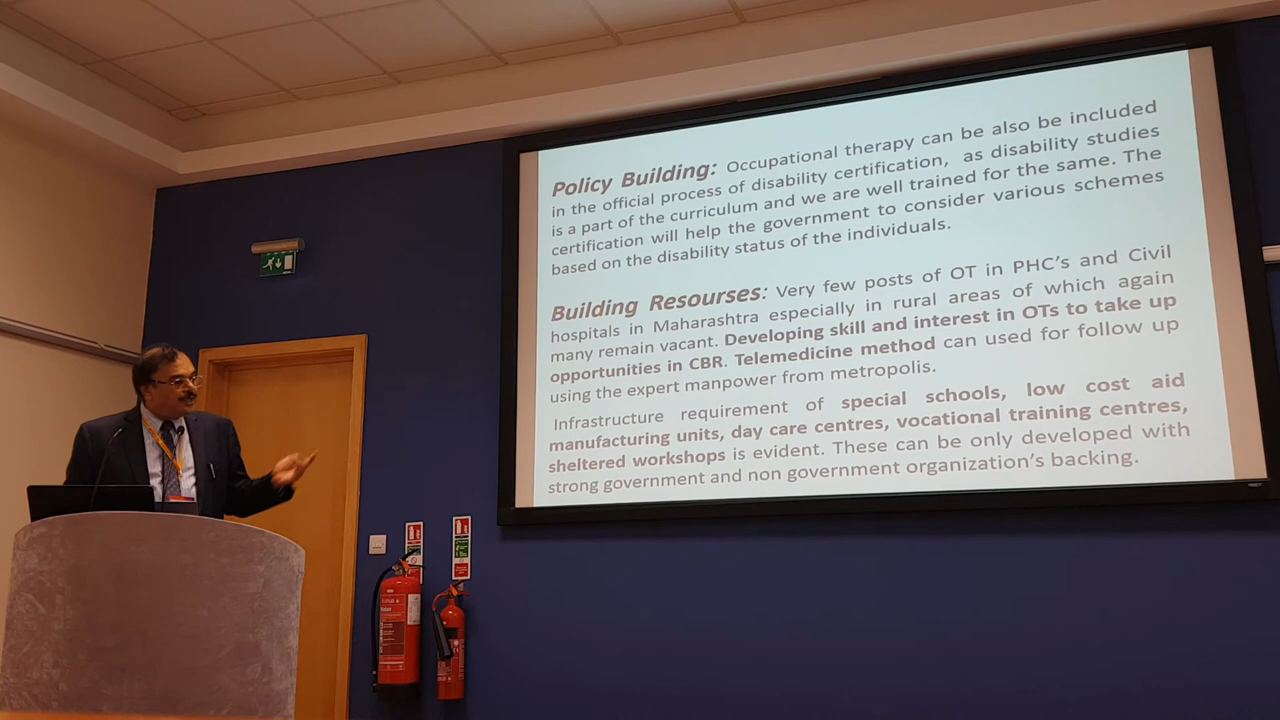 Policy Building: Occupational therapy can be also be included
in the official process of disability certification, as disability studies
is a part of the curriculum and we are well trained for the same. The
certification will help the government to consider various schemes
based on the disability status of the individuals.
Building Resourses: Very few posts of OT in PHC's and Civil
hospitals in Maharashtra especially in rural areas of which again
many remain vacant. Developing skill and interest in OTs to take up
opportunities in CBR. Telemedicine method can used for follow up
using the expert manpower from metropolis.
Infrastructure requirement of special schools, low cost aid
manufacturing units, day care centres, vocational training centres,
sheltered workshops is evident. These can be only developed with
strong government and non government organization's backing.
Water